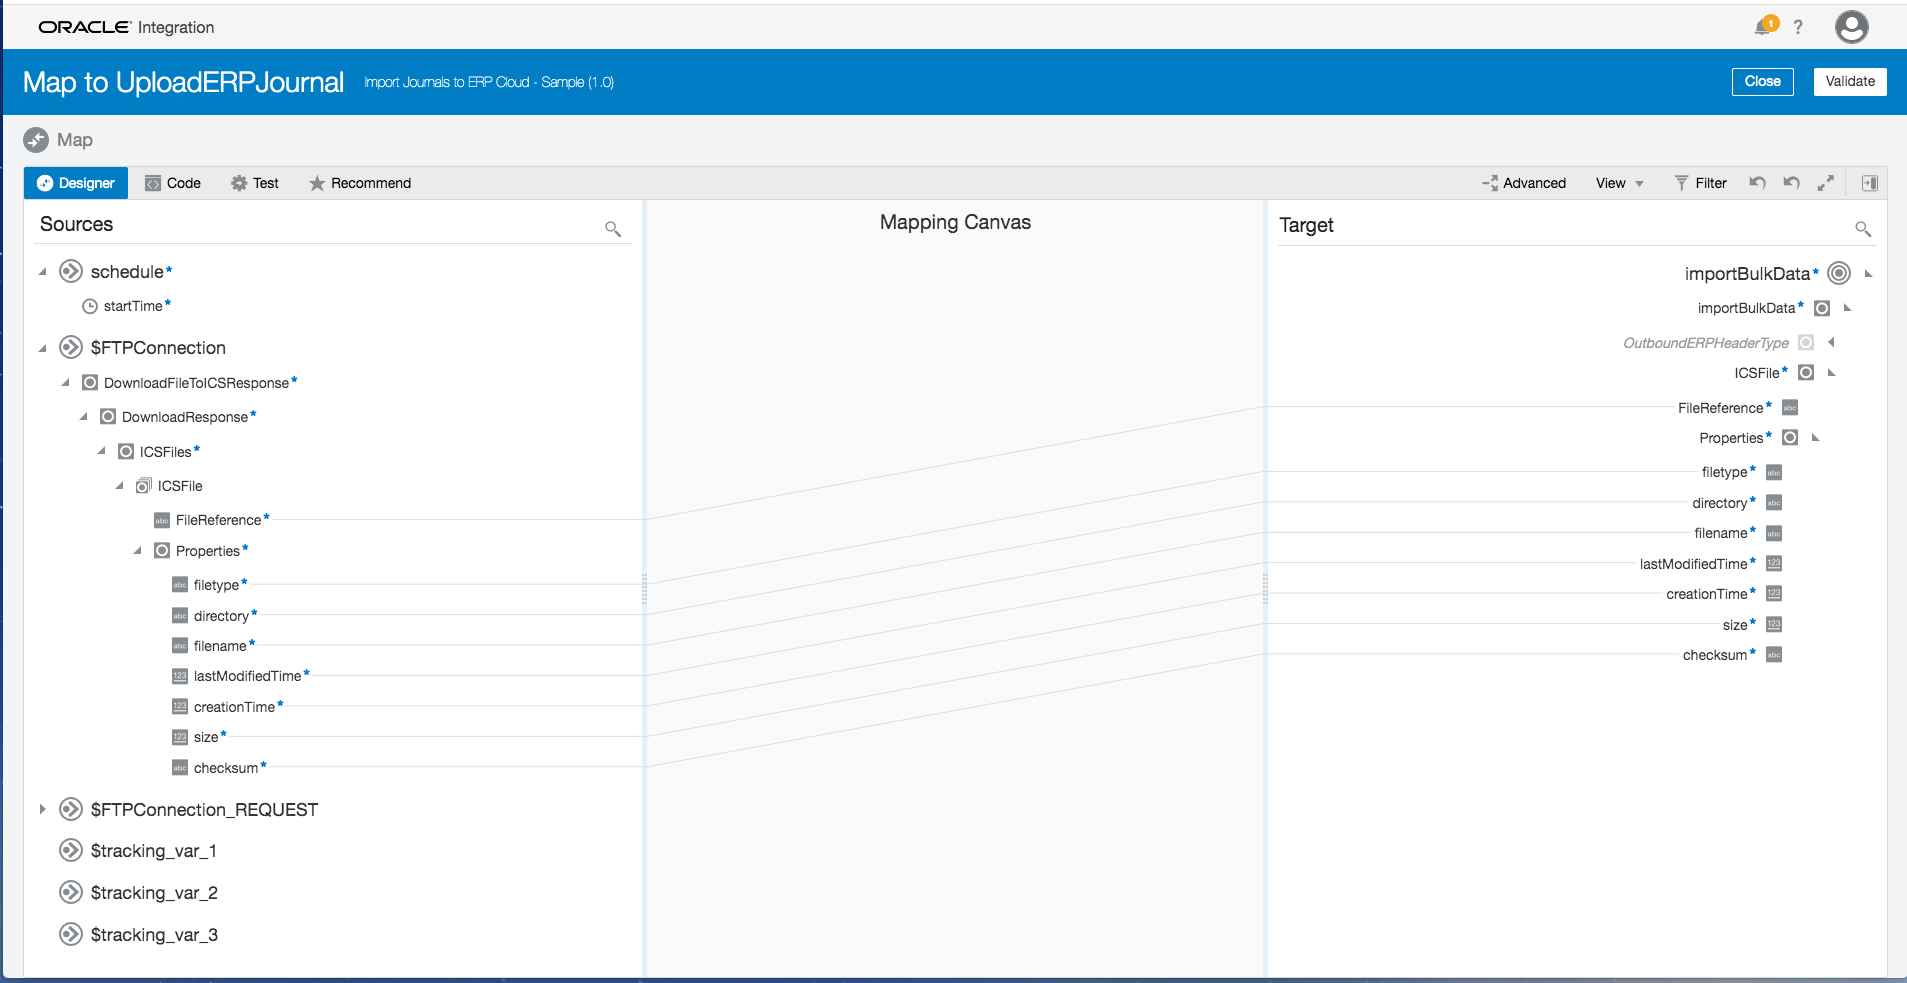 ORACLE Integration
1
?
Map to UploadERPJournal Import Journals to ERP Cloud - Sample (1.0)
Close
Validate
Map
Designer
Code
Test
Recommend
Advanced
View
Filter
Sources
schedule*
startTime*
$FTPConnection
DownloadFileToICSResponse*
DownloadResponse*
ICSFiles*
ICSFile
abc FileReference*
Properties*
abc filetype*
abc directory*
abc filename*
123 lastModifiedTime*
123 creationTime*
123 size*
abc checksum*
$FTPConnection_REQUEST
$tracking_var_1
$tracking_var_2
$tracking_var_3
Mapping Canvas
Target
importBulkData*
importBulkData*
OutboundERPHeaderType
ICSFile*
FileReference* abc
Properties*
filetype* abc
directory* abc
filename* abc
lastModifiedTime* 123
creationTime* 123
size* 123
checksum* abc